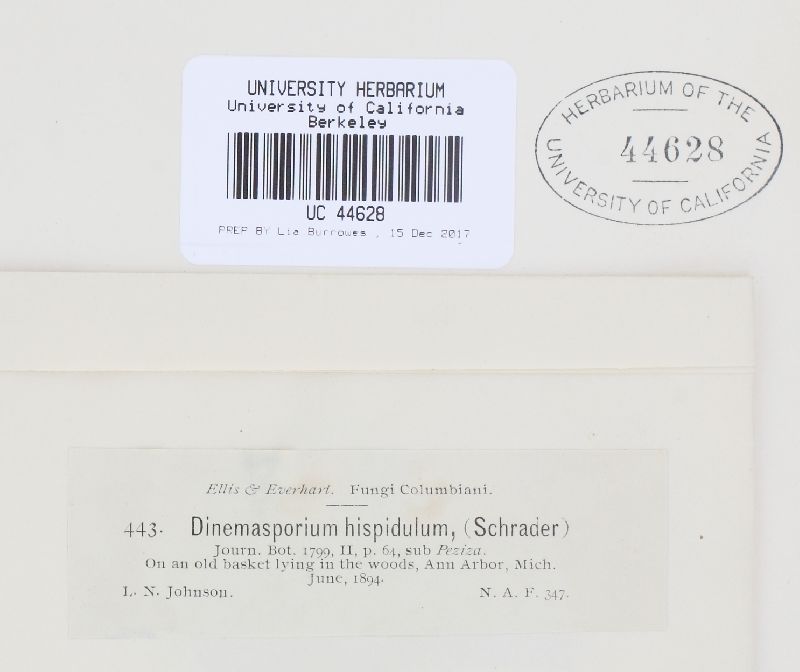 UNIVERSITY HERBARIUM
University of California
Berkeley
UC 44628
PREP BY Lia Burrowes , 15 Dec 2017
HERBARIUM OF THE
44628
UNIVERSITY OF CALIFORNIA
Ellis & Everhart. Fungi Columbiani.
443. Dinemasporium hispidulum, (Schrader)
Journ. Bot. 1799, II, p. 64, sub Peziza.
On an old basket lying in the woods, Ann Arbor, Mich.
June, 1894.
L. N. Johnson. N. A. F. 347.